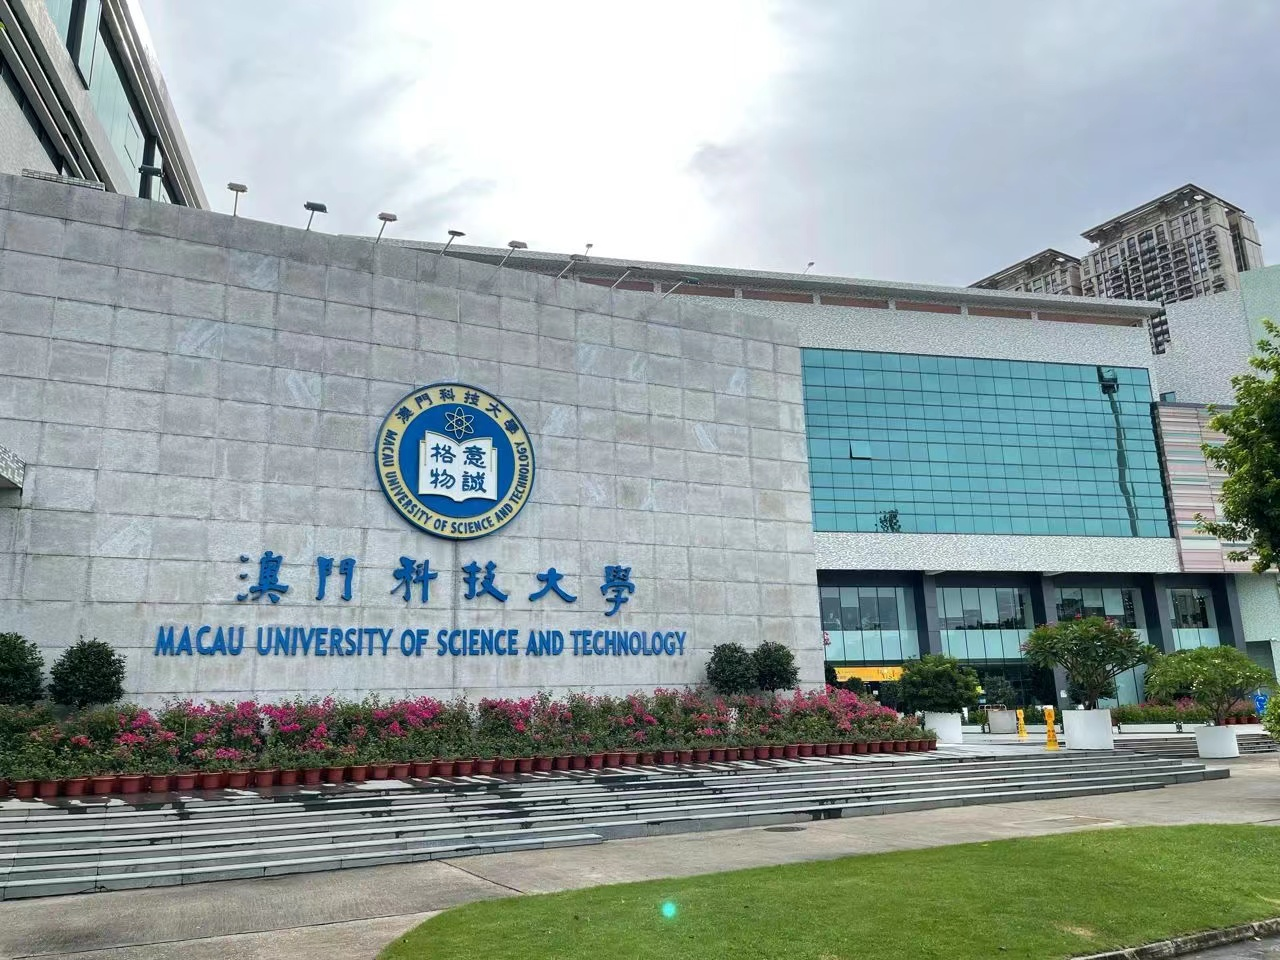 澳門科技大學
MACAU UNIVERSITY OF SCIENCE AND TECHNOLOGY
意誠
格物
澳門科技大學
MACAU UNIVERSITY OF SCIENCE AND TECHNOLOGY